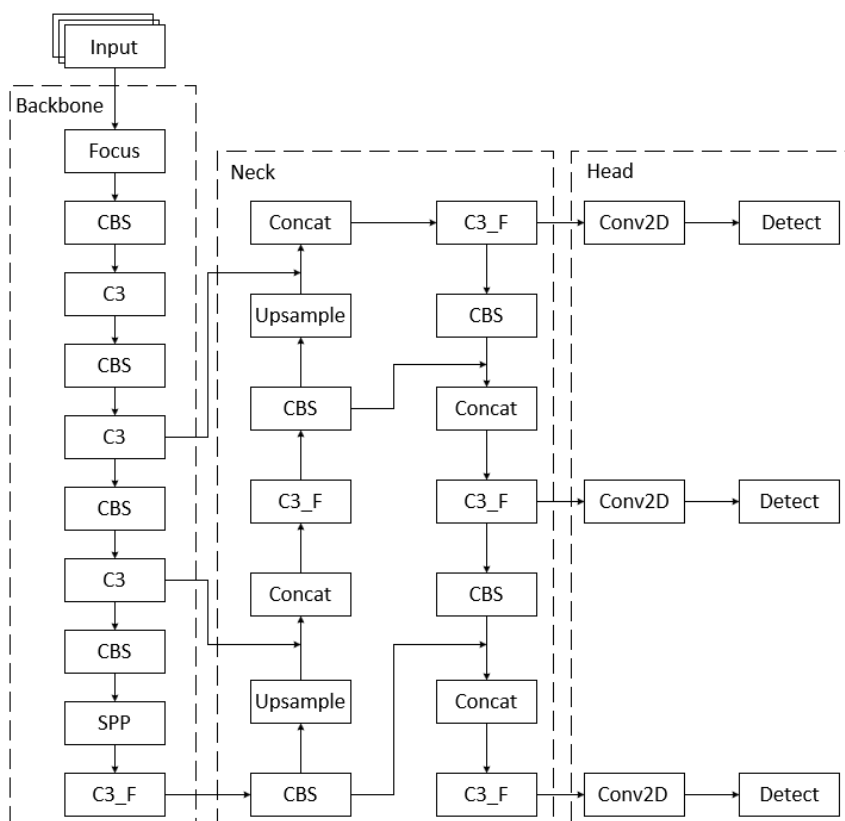 Input
Backbone
Focus
CBS
C3
CBS
C3
CBS
C3
CBS
SPP
C3_F
Neck
Concat
Upsample
CBS
C3_F
Concat
Upsample
CBS
C3_F
CBS
Concat
C3_F
CBS
Concat
C3_F
Head
Conv2D
Detect
Conv2D
Detect
Conv2D
Detect